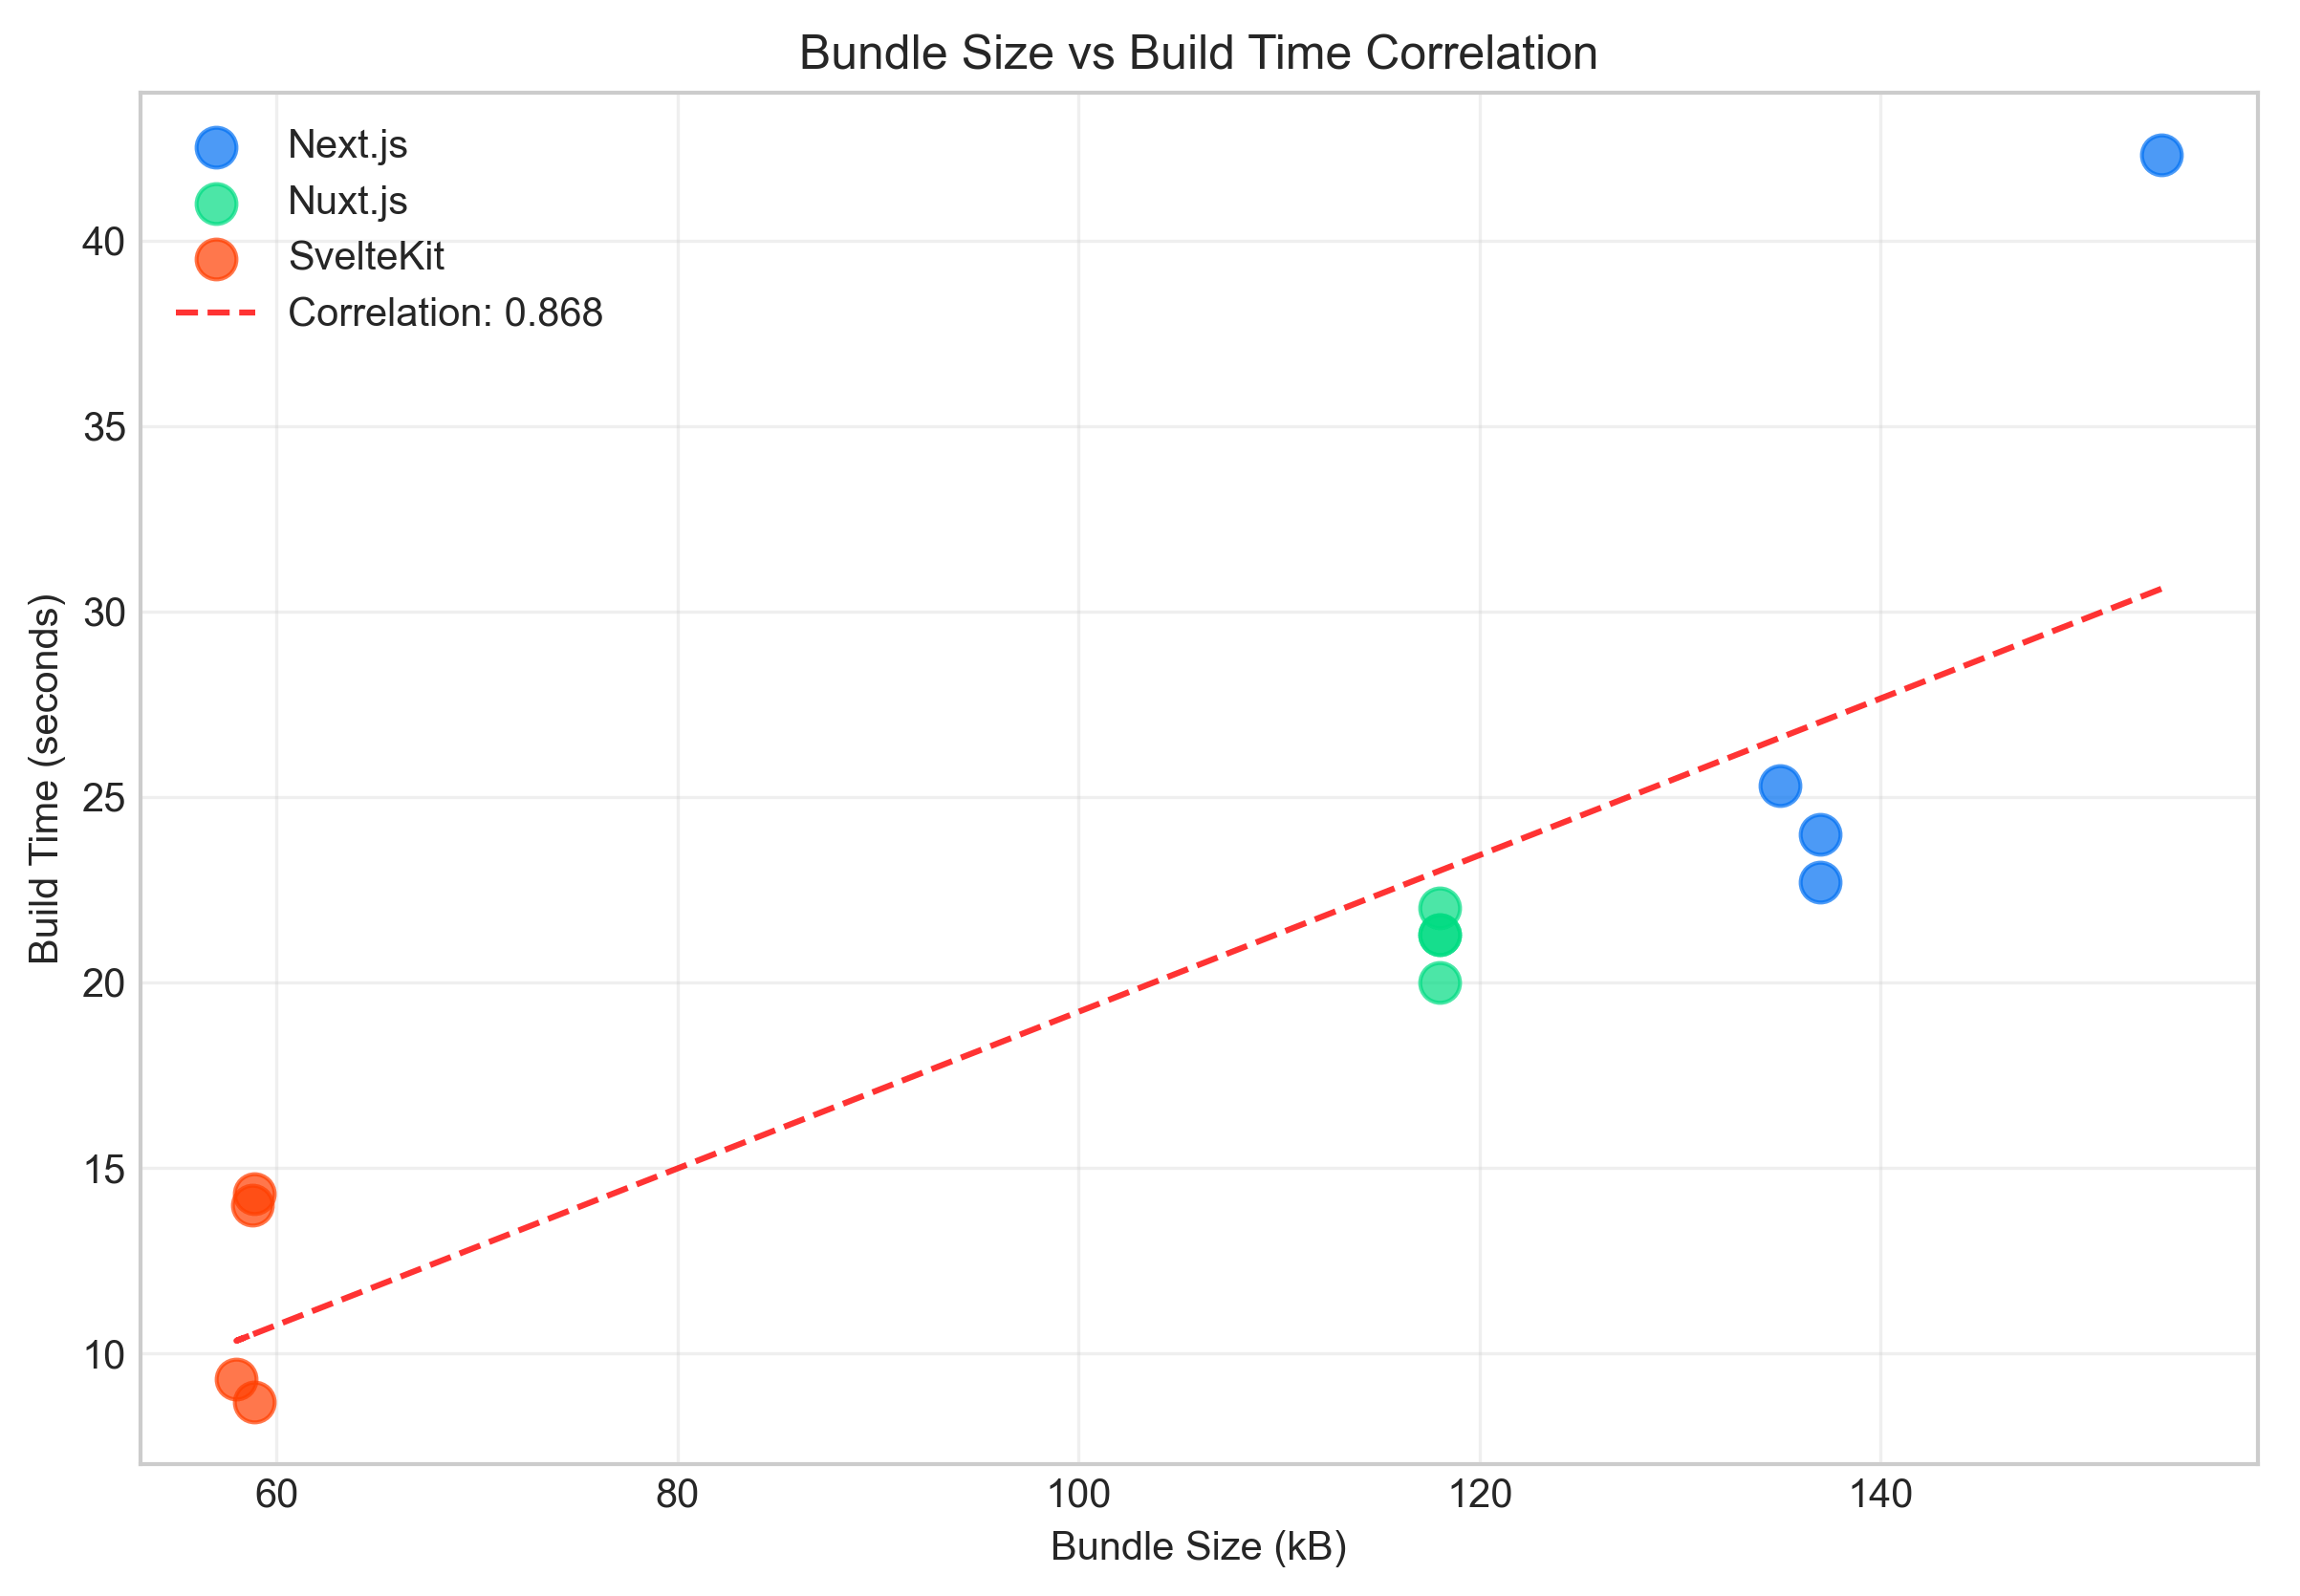 Bundle Size vs Build Time Correlation
Next.js
Nuxt.js
SvelteKit
Correlation: 0.868
Build Time (seconds)
40
35
30
25
20
15
10
60
80
100
120
140
Bundle Size (kB)